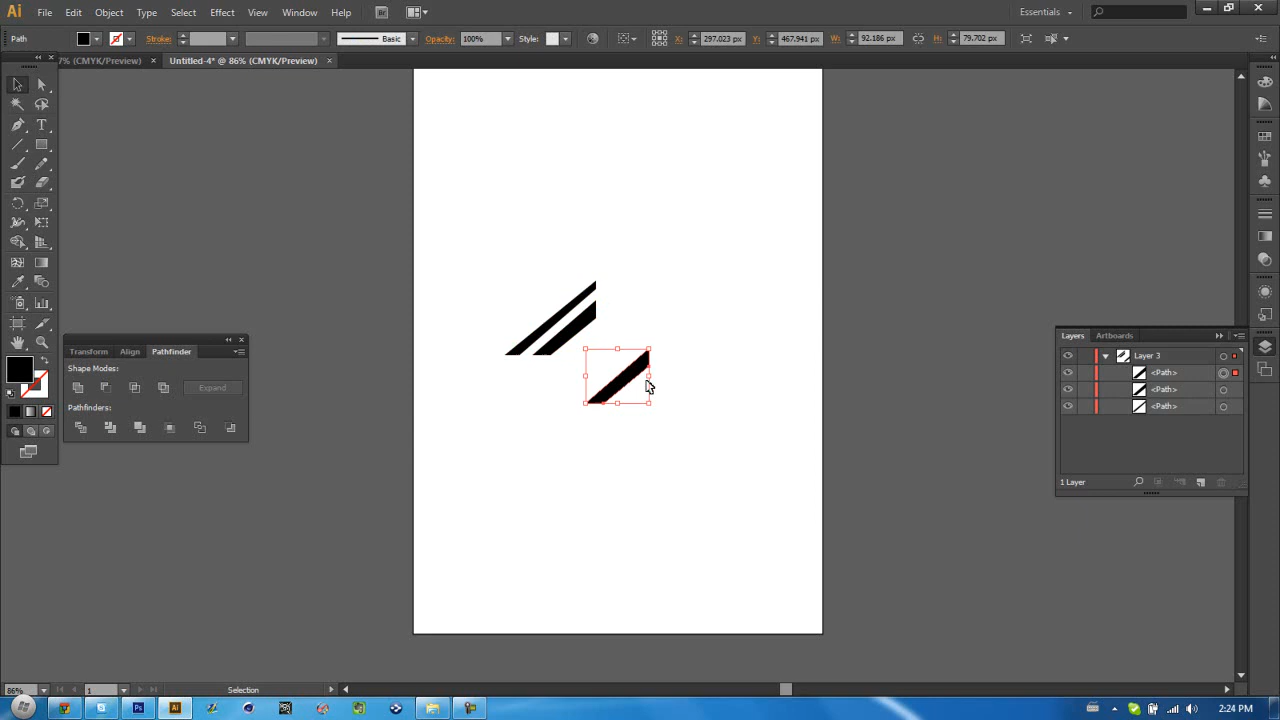 Ai File Edit Object Type Select Effect View Window Help Br Essentials
Path Stroke: Basic Opacity: 100% Style: X: 297.023 px Y: 467.941 px W: 92.186 px H: 79.702 px
7% (CMYK/Preview) × Untitled-4* @ 86% (CMYK/Preview) ×
Transform Align Pathfinder
Shape Modes:
Expand
Pathfinders:
Layers Artboards
Layer 3
<Path>
<Path>
<Path>
1 Layer
86% 1 Selection
Ps Ai 2:24 PM